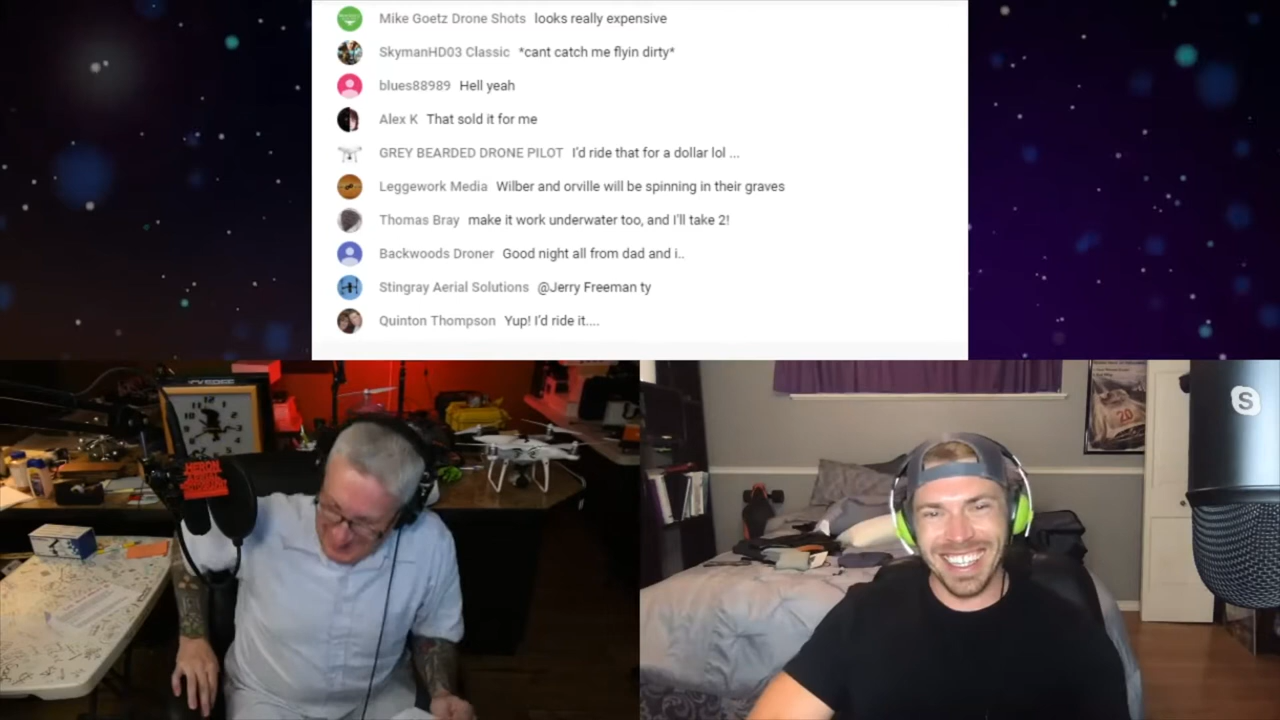 Mike Goetz Drone Shots looks really expensive
SkymanHD03 Classic *cant catch me flyin dirty*
blues88989 Hell yeah
Alex K That sold it for me
GREY BEARDED DRONE PILOT I'd ride that for a dollar lol ...
Leggework Media Wilber and orville will be spinning in their graves
Thomas Bray make it work underwater too, and I'll take 2!
Backwoods Droner Good night all from dad and i..
Stingray Aerial Solutions @Jerry Freeman ty
Quinton Thompson Yup! I'd ride it....
20
S